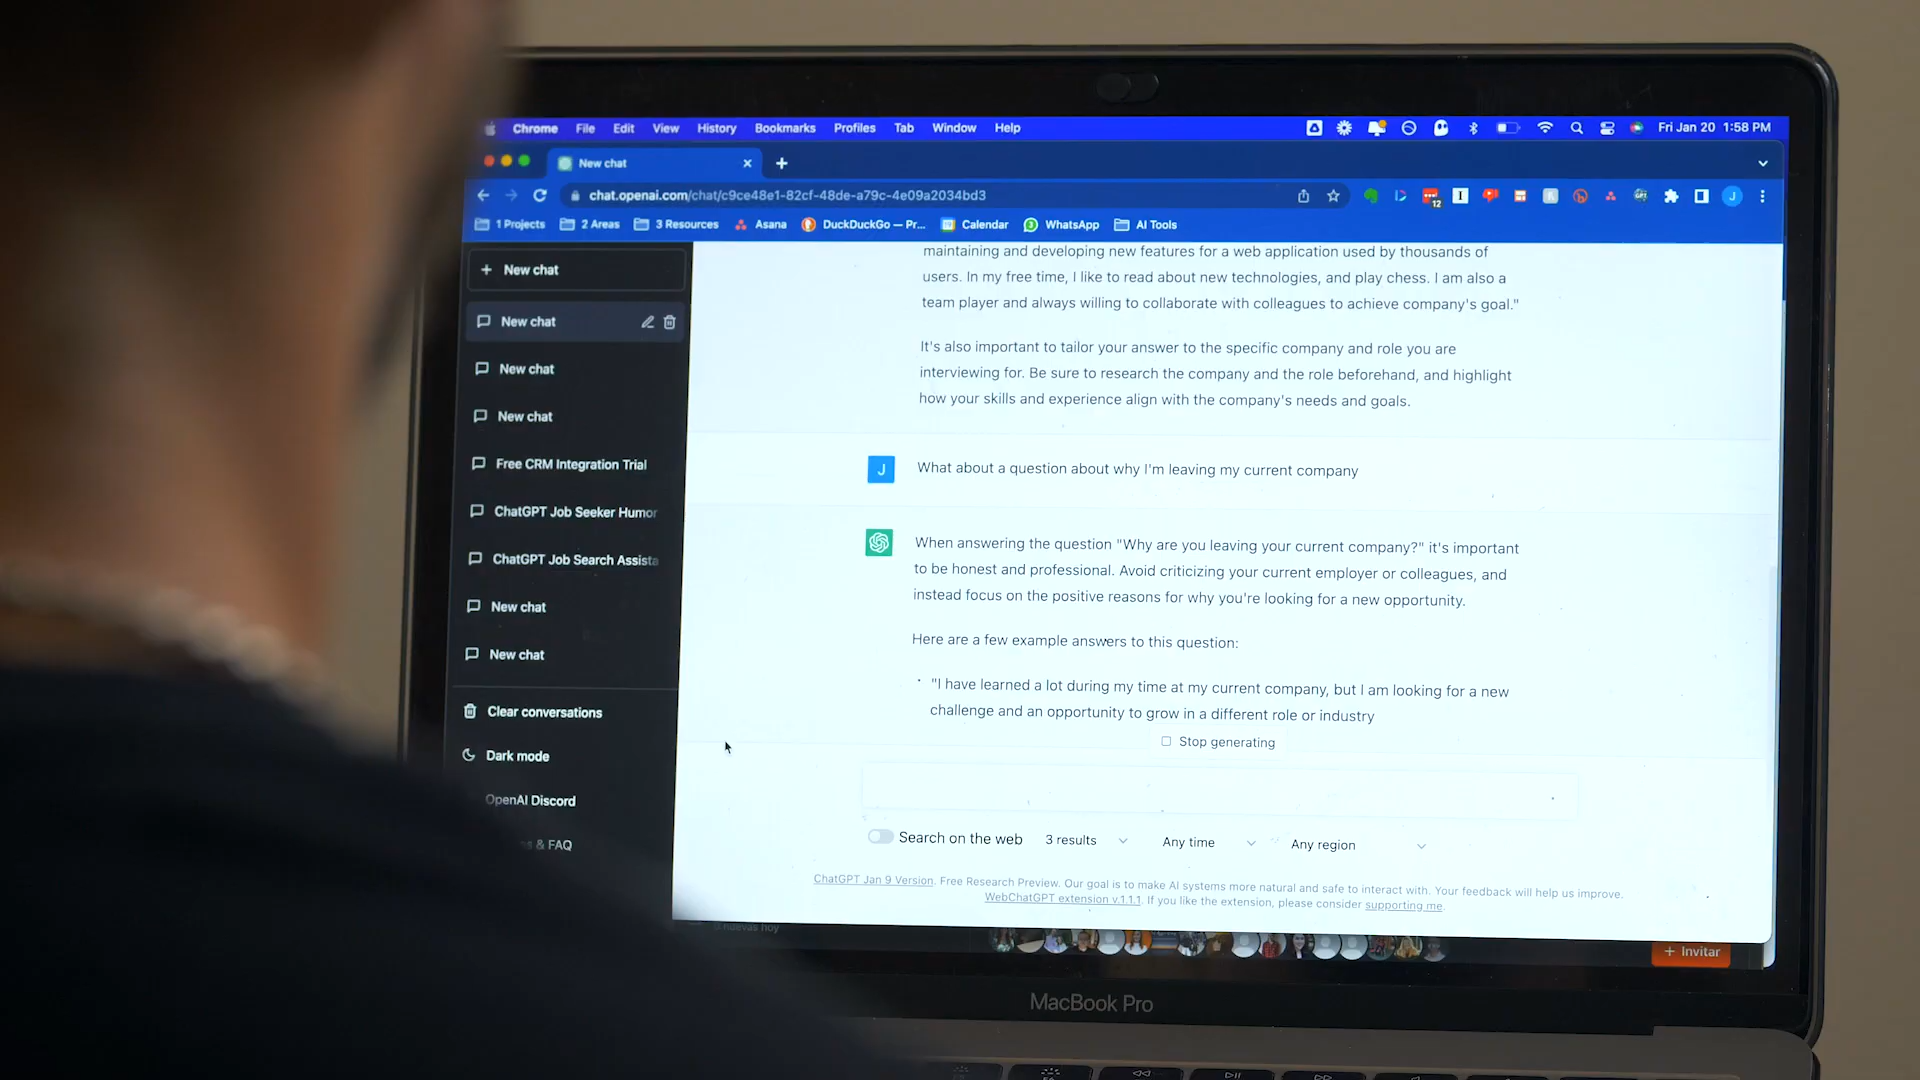 Chrome File Edit View History Bookmarks Profiles Tab Window Help Fri Jan 20 1:58 PM
New chat
chat.openai.com/chat/c9ce48e1-82cf-48de-a79c-4e09a2034bd3
12
J
1 Projects 2 Areas 3 Resources Asana DuckDuckGo — Pr... Calendar WhatsApp AI Tools
+ New chat
New chat
New chat
New chat
Free CRM Integration Trial
ChatGPT Job Seeker Humor
ChatGPT Job Search Assista
New chat
New chat
Clear conversations
Dark mode
OpenAI Discord
& FAQ
maintaining and developing new features for a web application used by thousands of
users. In my free time, I like to read about new technologies, and play chess. I am also a
team player and always willing to collaborate with colleagues to achieve company's goal."
It's also important to tailor your answer to the specific company and role you are
interviewing for. Be sure to research the company and the role beforehand, and highlight
how your skills and experience align with the company's needs and goals.
J
What about a question about why I'm leaving my current company
When answering the question "Why are you leaving your current company?" it's important
to be honest and professional. Avoid criticizing your current employer or colleagues, and
instead focus on the positive reasons for why you're looking for a new opportunity.
Here are a few example answers to this question:
• "I have learned a lot during my time at my current company, but I am looking for a new
challenge and an opportunity to grow in a different role or industry
Stop generating
Search on the web 3 results Any time Any region
ChatGPT Jan 9 Version. Free Research Preview. Our goal is to make AI systems more natural and safe to interact with. Your feedback will help us improve.
WebChatGPT extension v.1.1.1. If you like the extension, please consider supporting me.
nuevas hoy
+ Invitar
MacBook Pro